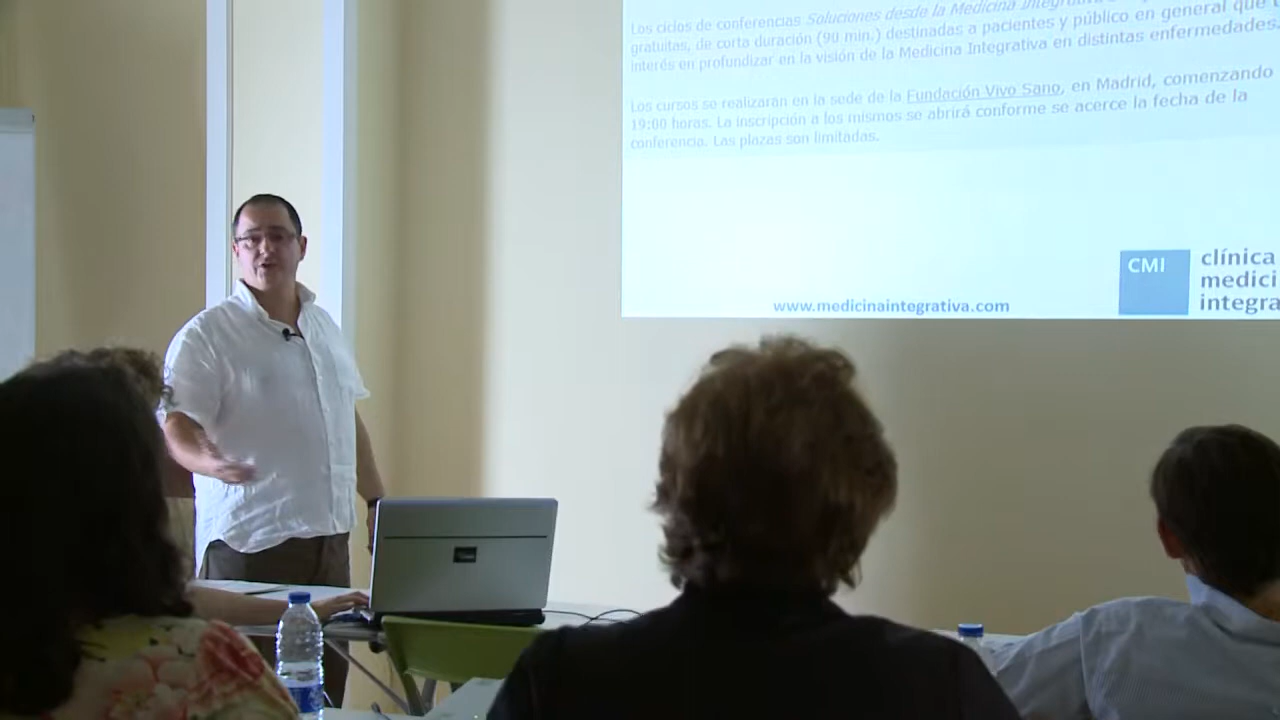 Los ciclos de conferencias Soluciones desde la Medicina Integrativa
gratuitas, de corta duración (90 min.) destinadas a pacientes y público en general que
interés en profundizar en la visión de la Medicina Integrativa en distintas enfermedades.
Los cursos se realizarán en la sede de la Fundación Vivo Sano, en Madrid, comenzando
19:00 horas. La inscripción a los mismos se abrirá conforme se acerce la fecha de la
conferencia. Las plazas son limitadas.
CMI
clínica
medici
integra
www.medicinaintegrativa.com